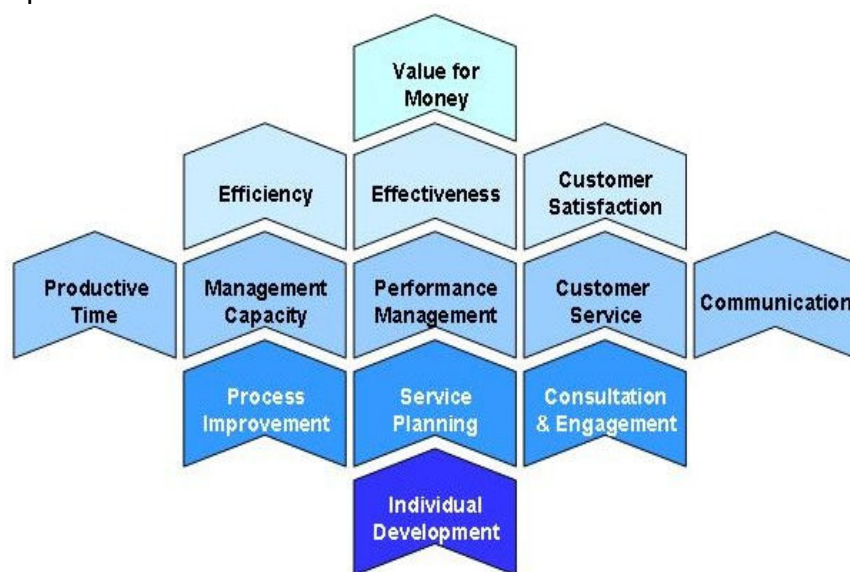 Value for
Money
Efficiency
Effectiveness
Customer
Satisfaction
Productive
Time
Management
Capacity
Performance
Management
Customer
Service
Communication
Process
Improvement
Service
Planning
Consultation
& Engagement
Individual
Development